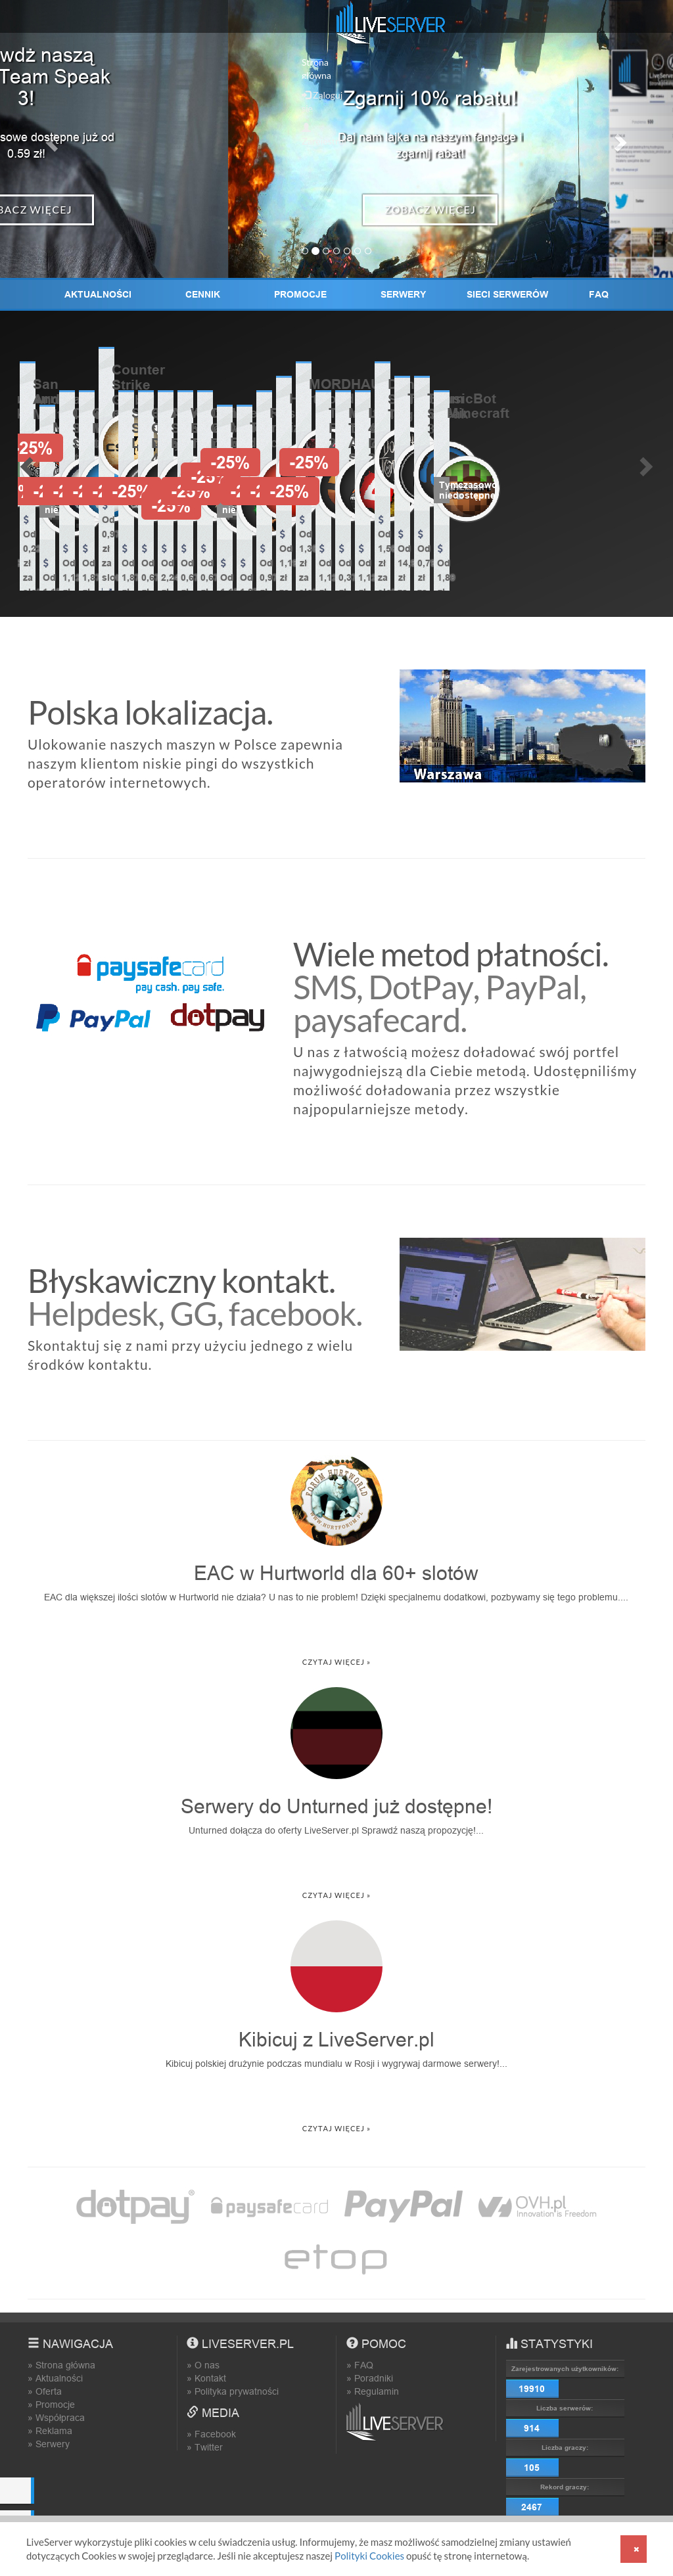 LIVESERVER
wdź naszą
Team Speak
3!
sowe dostępne już od
0.59 zł!
BACZ WIĘCEJ
Strona
główna
Zaloguj
Zgarnij 10% rabatu!
Daj nam lajka na naszym fanpage i
zgarnij rabat!
ZOBACZ WIĘCEJ
AKTUALNOŚCI CENNIK PROMOCJE SERWERY SIECI SERWERÓW FAQ
Counter
Strike
San
MORDHAU
Bot
Minecraft
-25%
-25%
-25%
-25%
-25%
-25%
Tymczasowo
niedostępne
Polska lokalizacja.
Ulokowanie naszych maszyn w Polsce zapewnia
naszym klientom niskie pingi do wszystkich
operatorów internetowych.
Warszawa
paysafecard
pay cash. pay safe.
PayPal dotpay
Wiele metod płatności.
SMS, DotPay, PayPal,
paysafecard.
U nas z łatwością możesz doładować swój portfel
najwygodniejszą dla Ciebie metodą. Udostępniliśmy
możliwość doładowania przez wszystkie
najpopularniejsze metody.
Błyskawiczny kontakt.
Helpdesk, GG, facebook.
Skontaktuj się z nami przy użyciu jednego z wielu
środków kontaktu.
FORUM HURTWORLD
EAC w Hurtworld dla 60+ slotów
EAC dla większej ilości slotów w Hurtworld nie działa? U nas to nie problem! Dzięki specjalnemu dodatkowi, pozbywamy się tego problemu....
CZYTAJ WIĘCEJ »
Serwery do Unturned już dostępne!
Unturned dołącza do oferty LiveServer.pl Sprawdź naszą propozycję!...
CZYTAJ WIĘCEJ »
Kibicuj z LiveServer.pl
Kibicuj polskiej drużynie podczas mundialu w Rosji i wygrywaj darmowe serwery!...
CZYTAJ WIĘCEJ »
dotpay® paysafecard PayPal OVH.pl
Innovation is Freedom
etop
NAWIGACJA
» Strona główna
» Aktualności
» Oferta
» Promocje
» Współpraca
» Reklama
» Serwery
LIVESERVER.PL
» O nas
» Kontakt
» Polityka prywatności
MEDIA
» Facebook
» Twitter
POMOC
» FAQ
» Poradniki
» Regulamin
LIVESERVER
STATYSTYKI
Zarejestrowanych użytkowników:
19910
Liczba serwerów:
914
Liczba graczy:
105
Rekord graczy:
2467
LiveServer wykorzystuje pliki cookies w celu świadczenia usług. Informujemy, że masz możliwość samodzielnej zmiany ustawień
dotyczących Cookies w swojej przeglądarce. Jeśli nie akceptujesz naszej Polityki Cookies opuść tę stronę internetową.